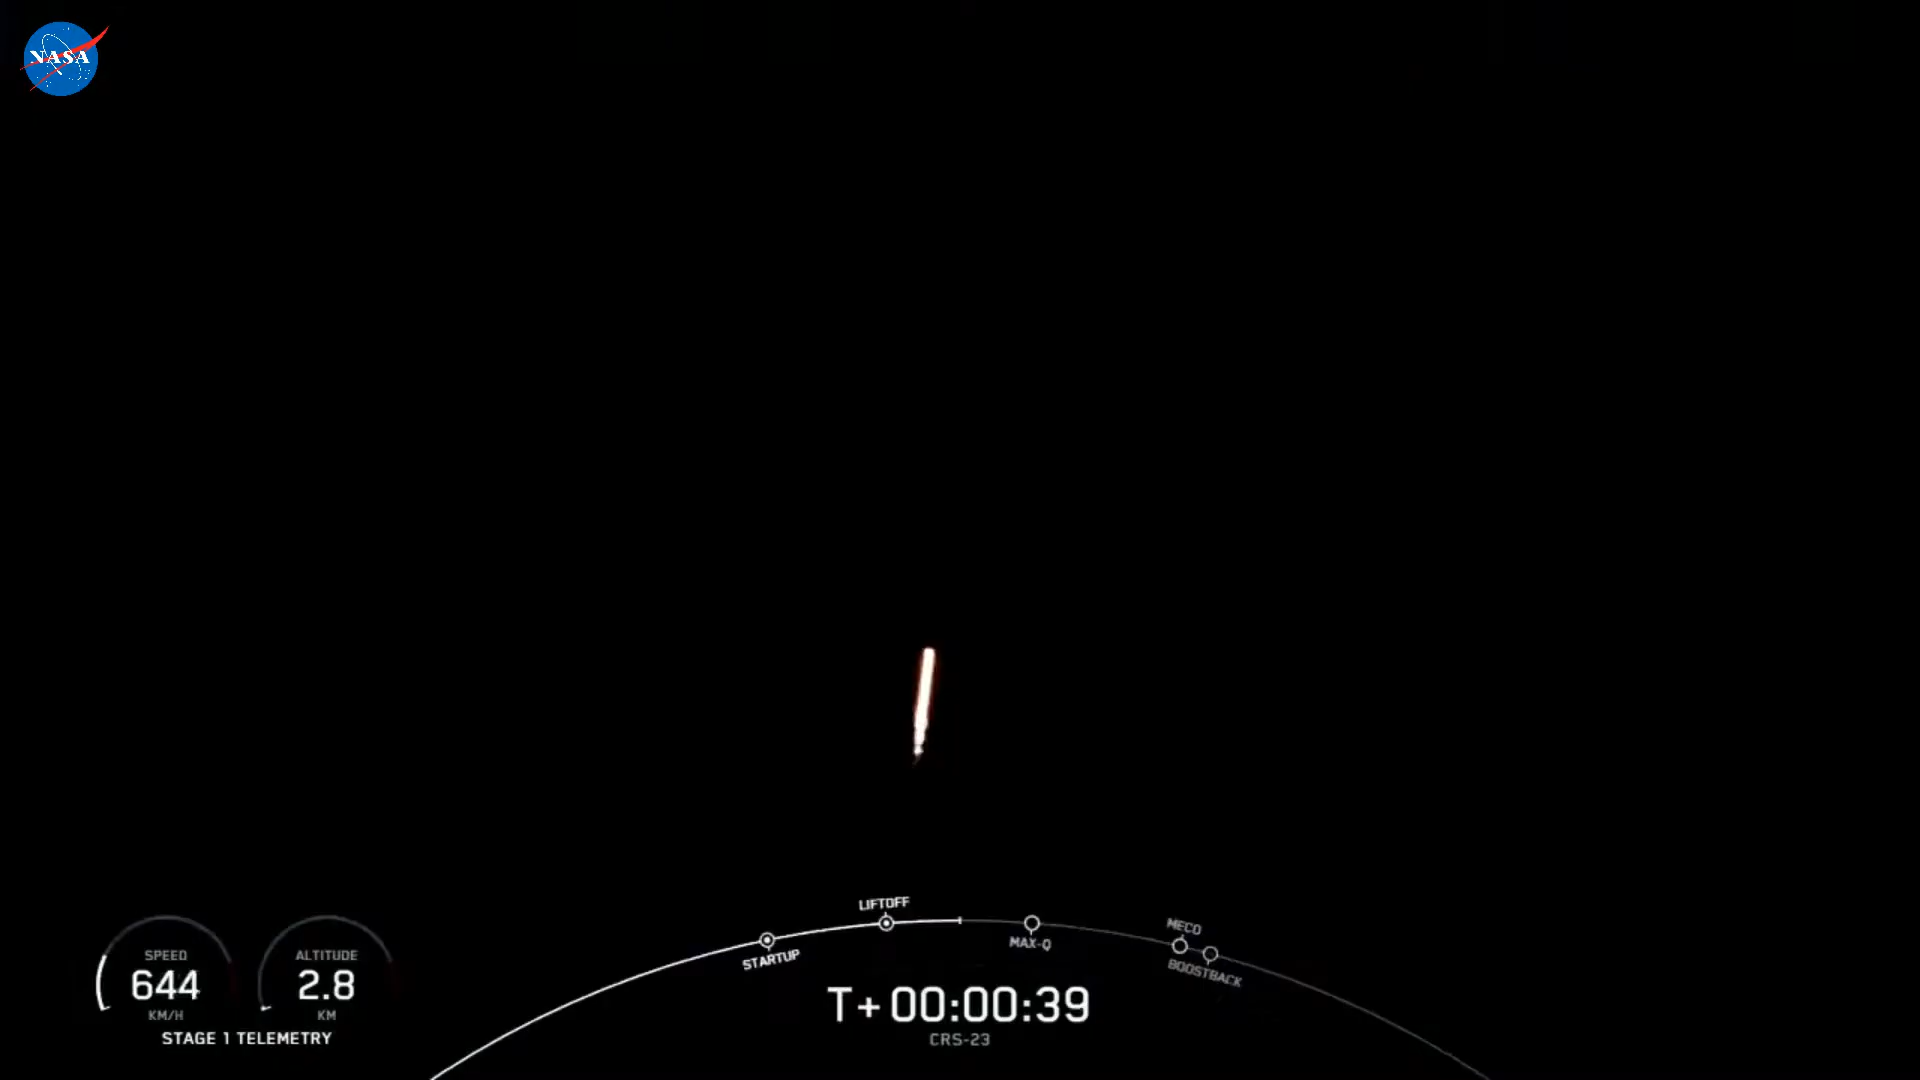 NASA
LIFTOFF
STARTUP
MAX-Q
MECO
BOOSTBACK
SPEED
644
KM/H
ALTITUDE
2.8
KM
STAGE 1 TELEMETRY
T+ 00:00:39
CRS-23